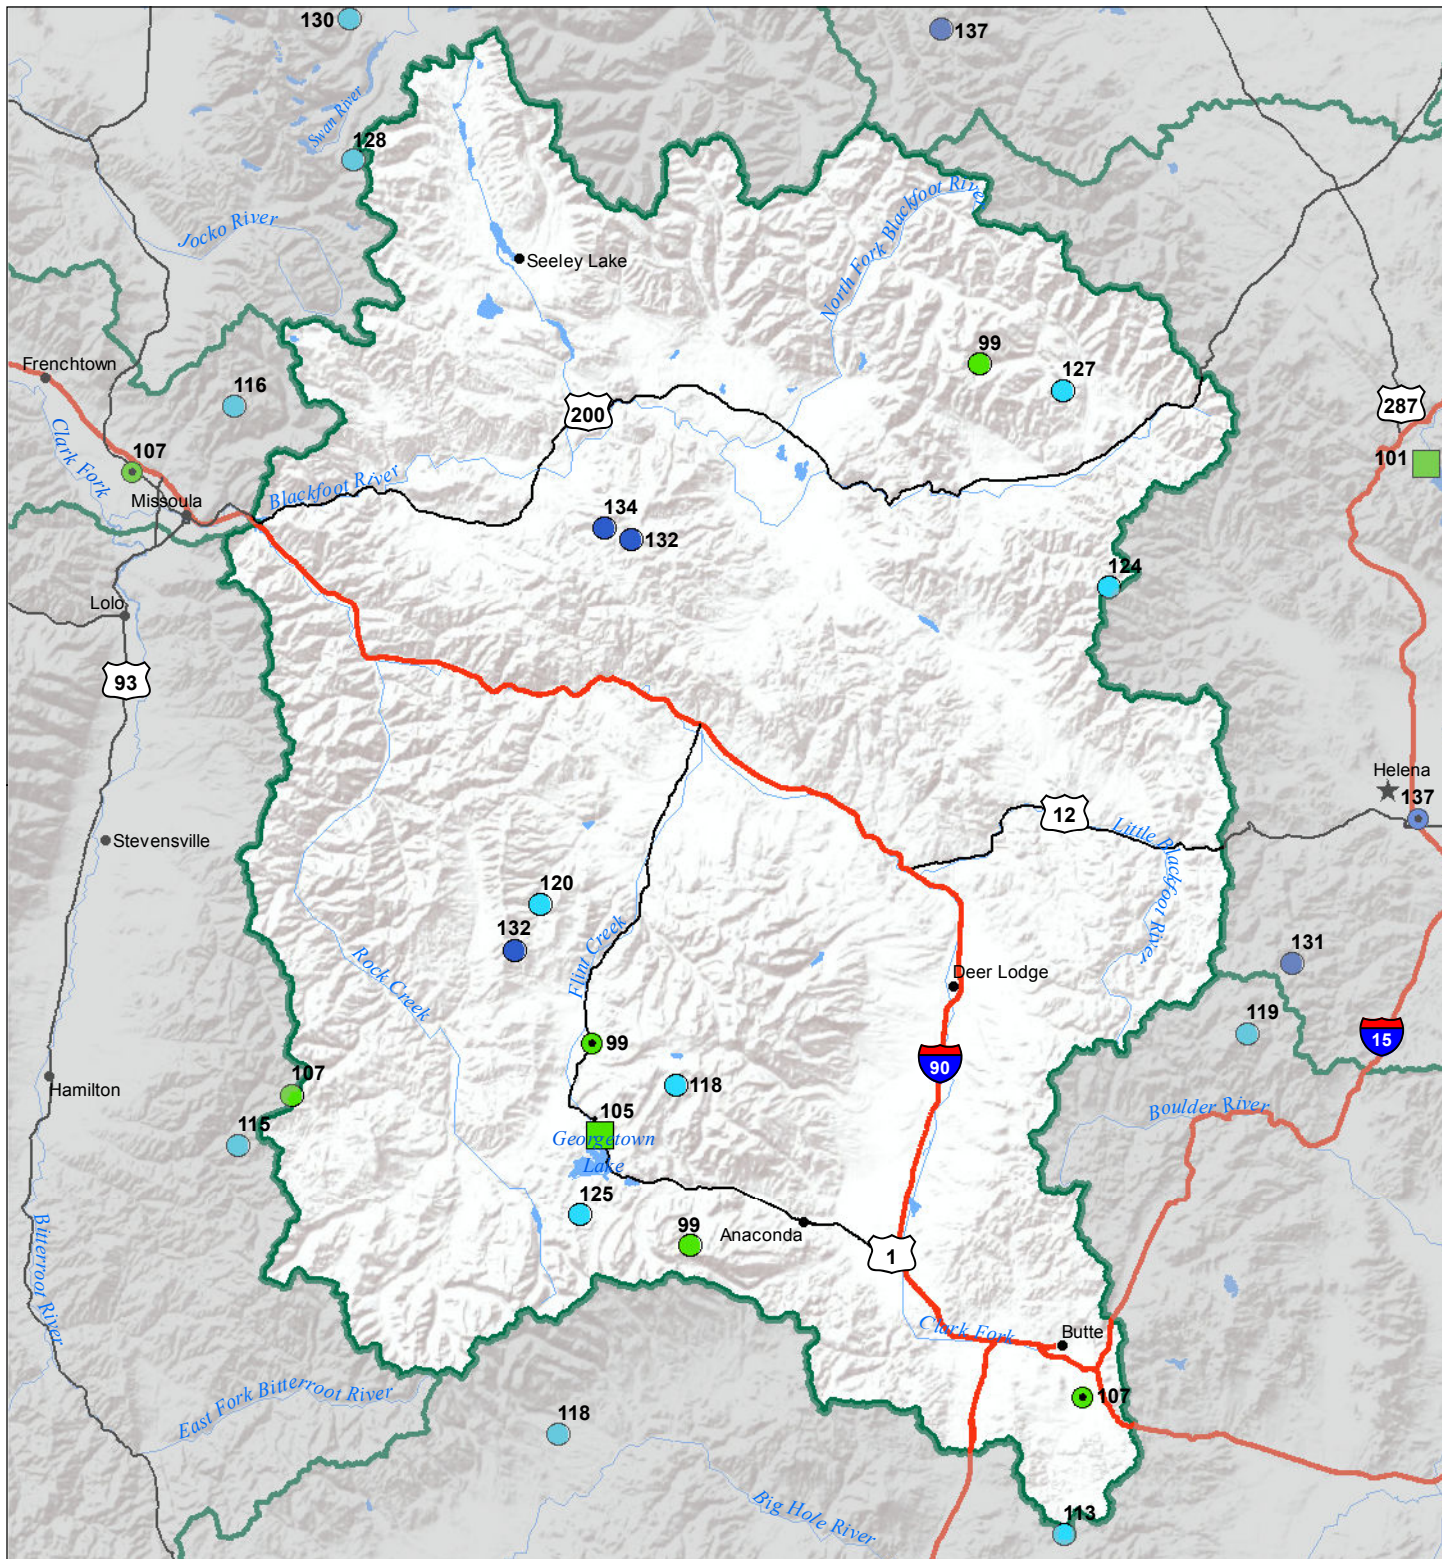 130
137
Swan River
128
Jocko River
North Fork Blackfoot River
Seeley Lake
99
127
Frenchtown
116
200
287
Clark Fork
107
101
Blackfoot River
Missoula
134
132
124
Lolo
93
Helena
137
12
Little Blackfoot River
Stevensville
120
132
Flint Creek
Rock Creek
131
Deer Lodge
119
15
99
90
Hamilton
107
118
115
105
Georgetown
Lake
Boulder River
125
99
Anaconda
1
Bitterroot River
Clark Fork
Butte
East Fork Bitterroot River
107
118
Big Hole River
113